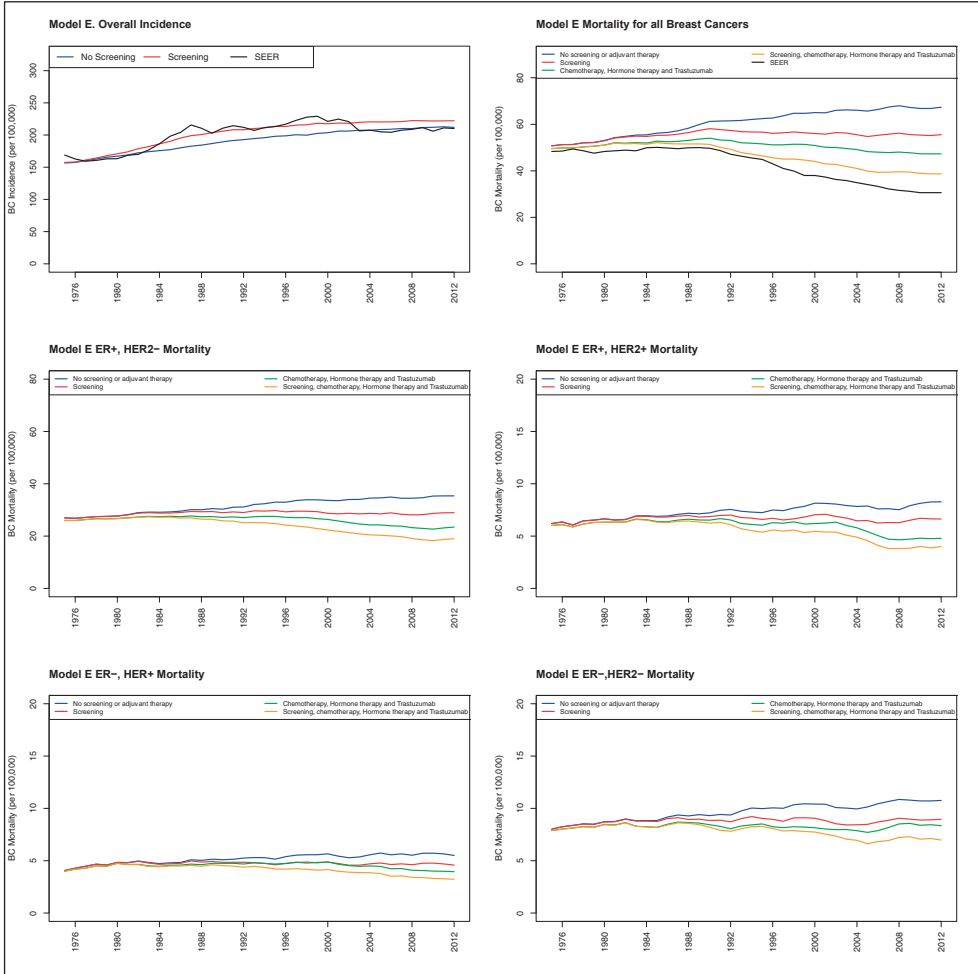 Model E. Overall Incidence
No Screening
Screening
SEER
BC Incidence (per 100,000)
0
50
100
150
200
250
300
1976
1980
1984
1988
1992
1996
2000
2004
2008
2012
Model E Mortality for all Breast Cancers
No screening or adjuvant therapy
Screening
Chemotherapy, Hormone therapy and Trastuzumab
Screening, chemotherapy, Hormone therapy and Trastuzumab
SEER
BC Mortality (per 100,000)
0
20
40
60
80
1976
1980
1984
1988
1992
1996
2000
2004
2008
2012
Model E ER+, HER2− Mortality
No screening or adjuvant therapy
Screening
Chemotherapy, Hormone therapy and Trastuzumab
Screening, chemotherapy, Hormone therapy and Trastuzumab
BC Mortality (per 100,000)
0
20
40
60
80
1976
1980
1984
1988
1992
1996
2000
2004
2008
2012
Model E ER+, HER2+ Mortality
No screening or adjuvant therapy
Screening
Chemotherapy, Hormone therapy and Trastuzumab
Screening, chemotherapy, Hormone therapy and Trastuzumab
BC Mortality (per 100,000)
0
5
10
15
20
1976
1980
1984
1988
1992
1996
2000
2004
2008
2012
Model E ER−, HER+ Mortality
No screening or adjuvant therapy
Screening
Chemotherapy, Hormone therapy and Trastuzumab
Screening, chemotherapy, Hormone therapy and Trastuzumab
BC Mortality (per 100,000)
0
5
10
15
20
1976
1980
1984
1988
1992
1996
2000
2004
2008
2012
Model E ER−,HER2− Mortality
No screening or adjuvant therapy
Screening
Chemotherapy, Hormone therapy and Trastuzumab
Screening, chemotherapy, Hormone therapy and Trastuzumab
BC Mortality (per 100,000)
0
5
10
15
20
1976
1980
1984
1988
1992
1996
2000
2004
2008
2012